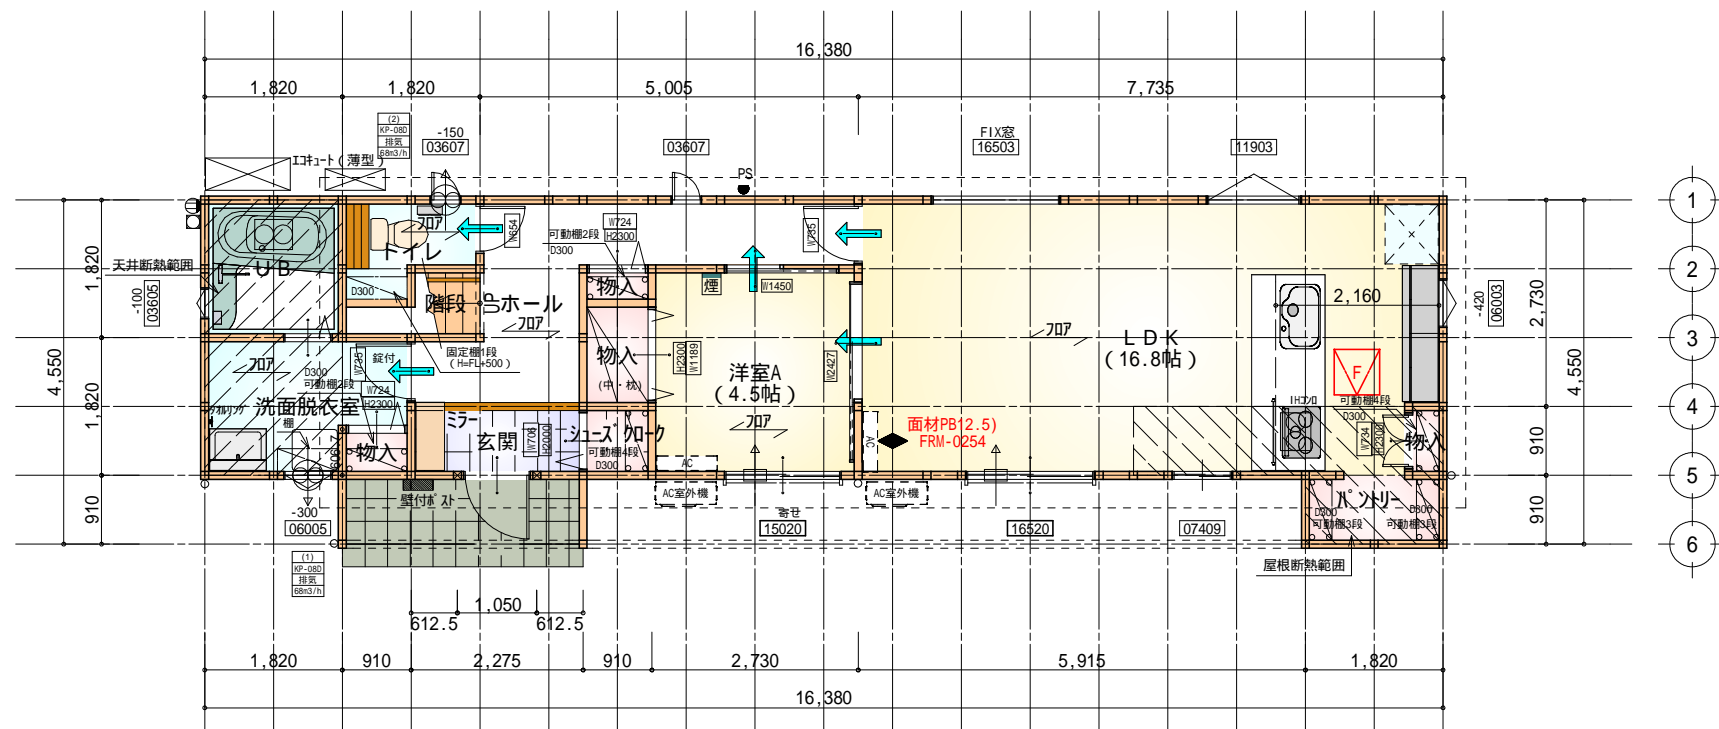 16,380
1,820
1,820
5,005
7,735
(2)
KP-08D
排気
68m3/h
-150
03607
03607
FIX窓
16503
11903
エコキュート(薄型)
PS
1
2
3
4
5
6
フロア
トイレ
W654
可動棚2段
D300
W724
H2300
W735
UB
天井断熱範囲
-100
03605
1,820
1,820
910
4,550
D300
階段
UP
ホール
フロア
物入
煙
W1450
2,160
-420
06003
2,730
910
910
4,550
固定棚1段
(H=FL+500)
物入
(中・枕)
H2300
W1189
W2427
洋室A
(4.5帖)
フロア
フロア
LDK
(16.8帖)
F
フロア
W735
錠付
D300
可動棚2段
W724
H2300
洗面脱衣室
タオルリング
棚
物入
ミラー
玄関
W706
H2000
シューズクローク
可動棚4段
D300
AC
AC
面材PB12.5)
FRM-0254
IHコンロ
可動棚4段
D300
W734
H2300
物入
壁付ポスト
AC室外機
AC室外機
パントリー
D300
可動棚3段
D300
可動棚3段
-300
06005
寄せ
15020
16520
07409
屋根断熱範囲
(1)
KP-08D
排気
68m3/h
1,050
612.5
612.5
1,820
910
2,275
910
2,730
5,915
1,820
16,380